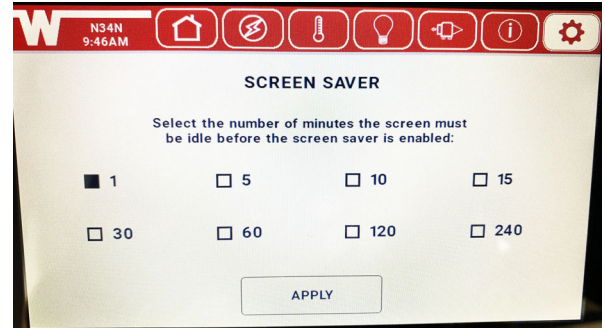 W
N34N
9:46AM
i
SCREEN SAVER
Select the number of minutes the screen must
be idle before the screen saver is enabled:
1 5 10 15
30 60 120 240
APPLY